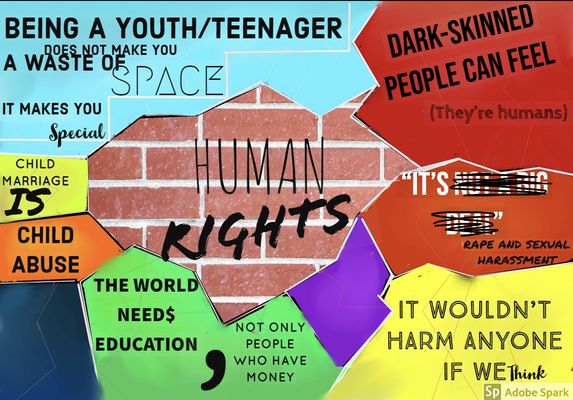 BEING A YOUTH/TEENAGER
DOES NOT MAKE YOU
A WASTE OF
SPACE
IT MAKES YOU
Special
DARK-SKINNED
PEOPLE CAN FEEL
(They're humans)
HUMAN
RIGHTS
CHILD
MARRIAGE
IS
CHILD
ABUSE
"IT'S NOT A BIG
DEAL"
RAPE AND SEXUAL
HARASSMENT
THE WORLD
NEED$
EDUCATION
,
NOT ONLY
PEOPLE
WHO HAVE
MONEY
IT WOULDN'T
HARM ANYONE
IF WE Think
Sp Adobe Spark